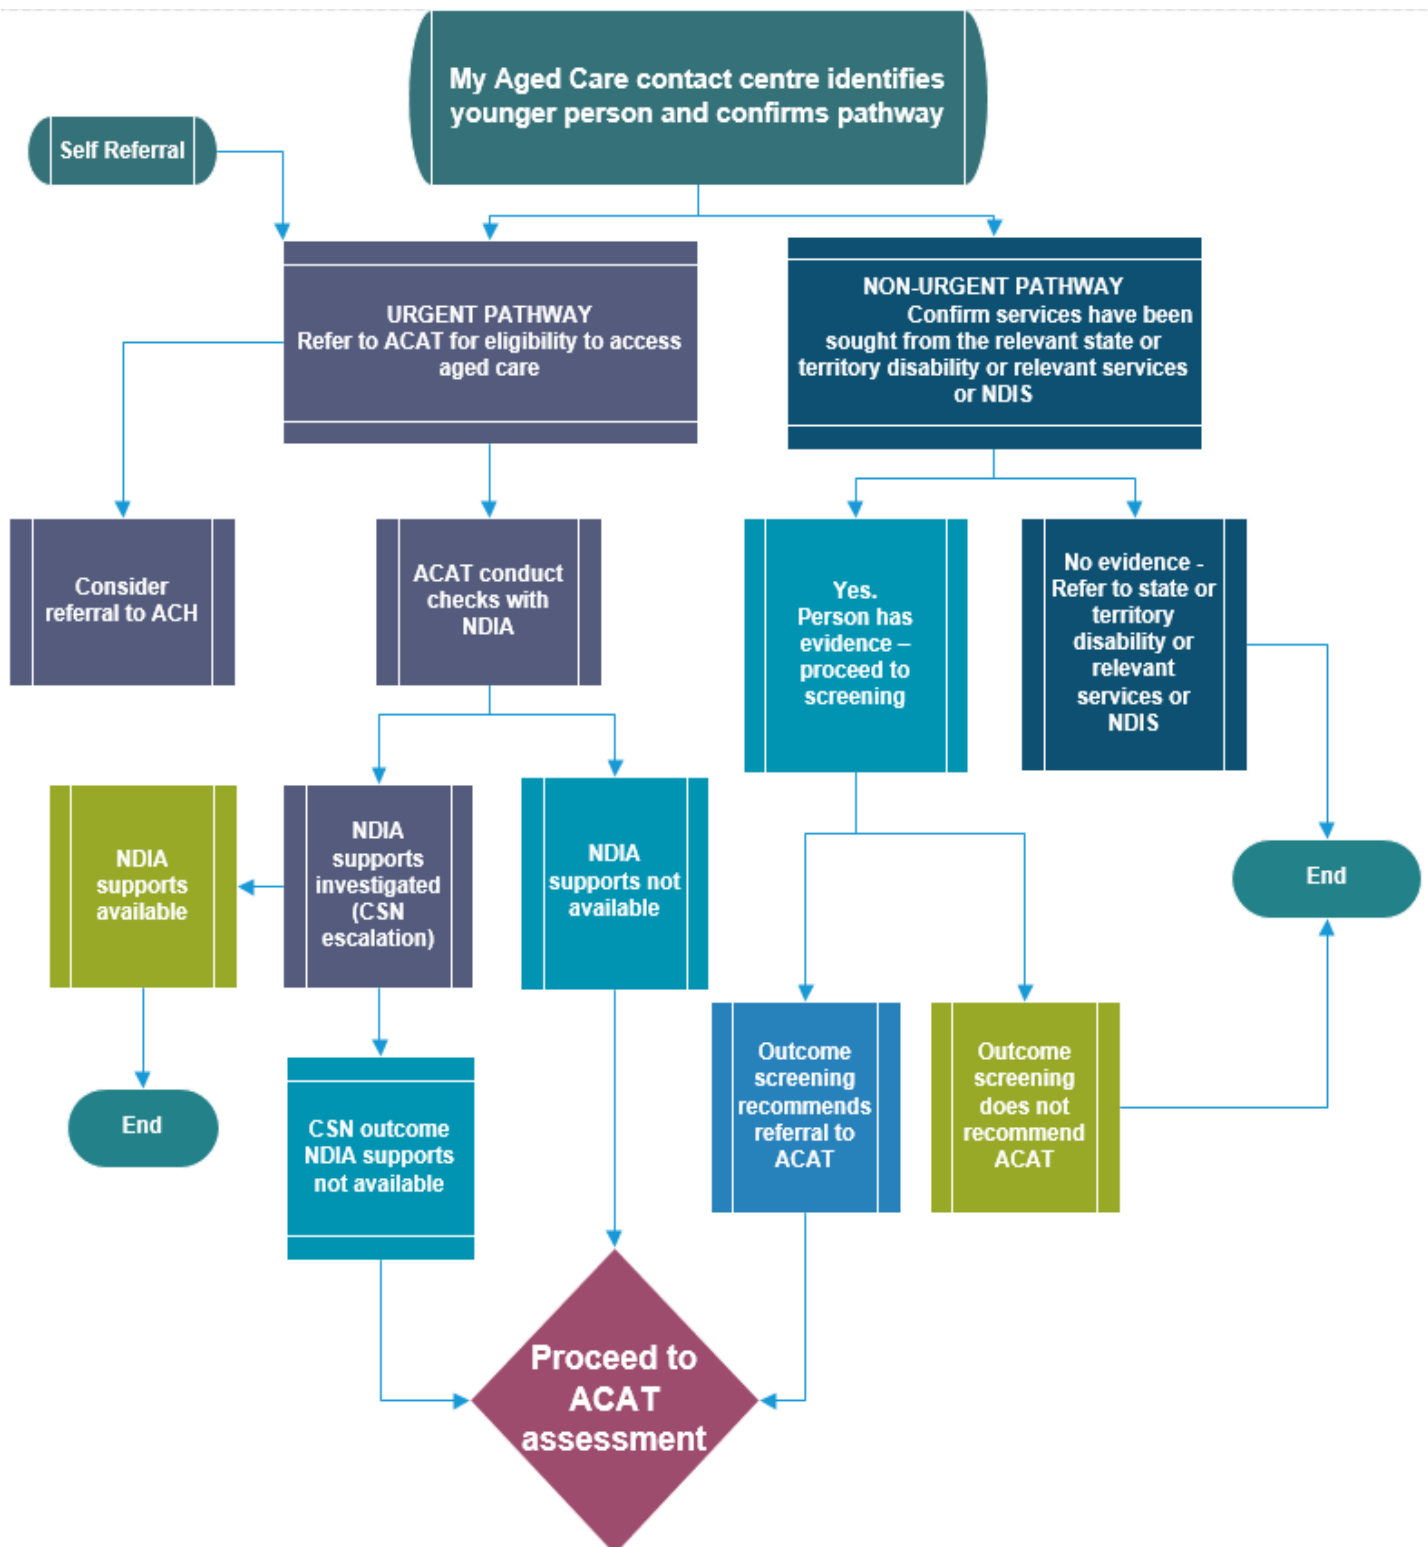 My Aged Care contact centre identifies
younger person and confirms pathway
Self Referral
URGENT PATHWAY
Refer to ACAT for eligibility to access
aged care
NON-URGENT PATHWAY
Confirm services have been
sought from the relevant state or
territory disability or relevant services
or NDIS
Consider
referral to ACH
ACAT conduct
checks with
NDIA
Yes.
Person has
evidence –
proceed to
screening
No evidence -
Refer to state or
territory
disability or
relevant
services or
NDIS
NDIA
supports
available
NDIA
supports
investigated
(CSN
escalation)
NDIA
supports not
available
End
Outcome
screening
recommends
referral to
ACAT
Outcome
screening
does not
recommend
ACAT
End
CSN outcome
NDIA supports
not available
Proceed to
ACAT
assessment